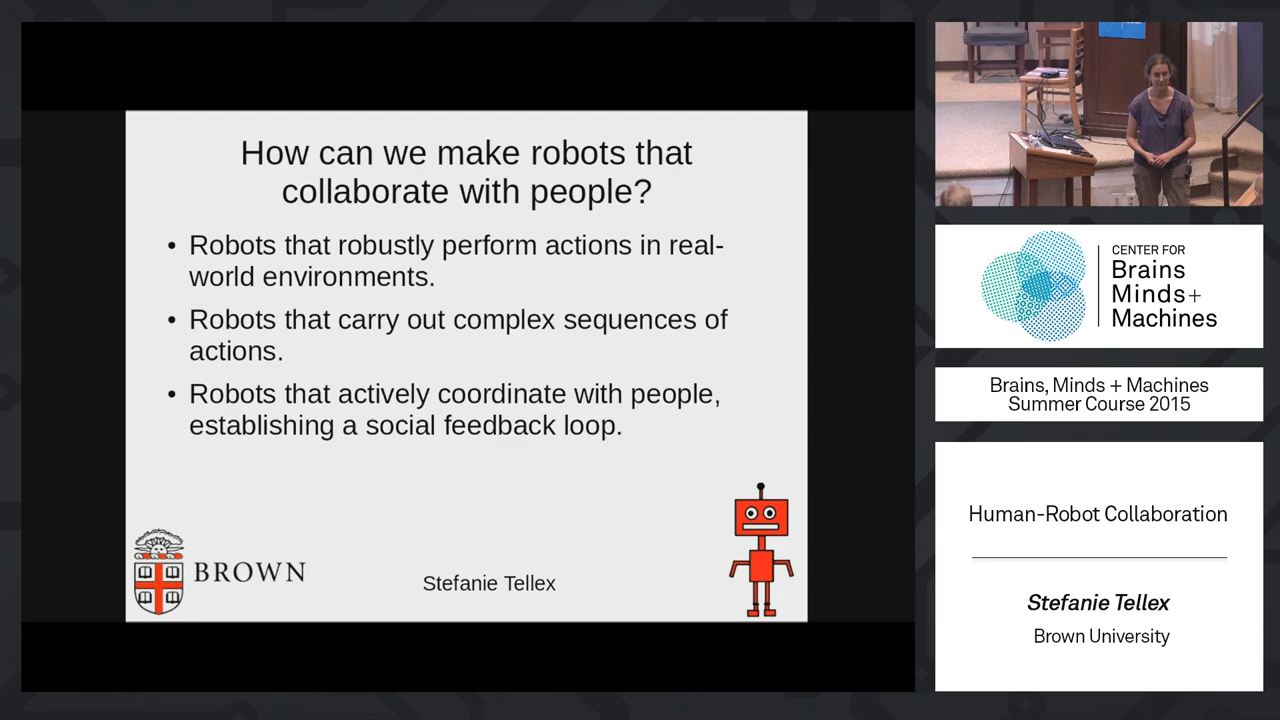 How can we make robots that
collaborate with people?
• Robots that robustly perform actions in real-
world environments.
• Robots that carry out complex sequences of
actions.
• Robots that actively coordinate with people,
establishing a social feedback loop.
BROWN
Stefanie Tellex
CENTER FOR
Brains
Minds+
Machines
Brains, Minds + Machines
Summer Course 2015
Human-Robot Collaboration
Stefanie Tellex
Brown University